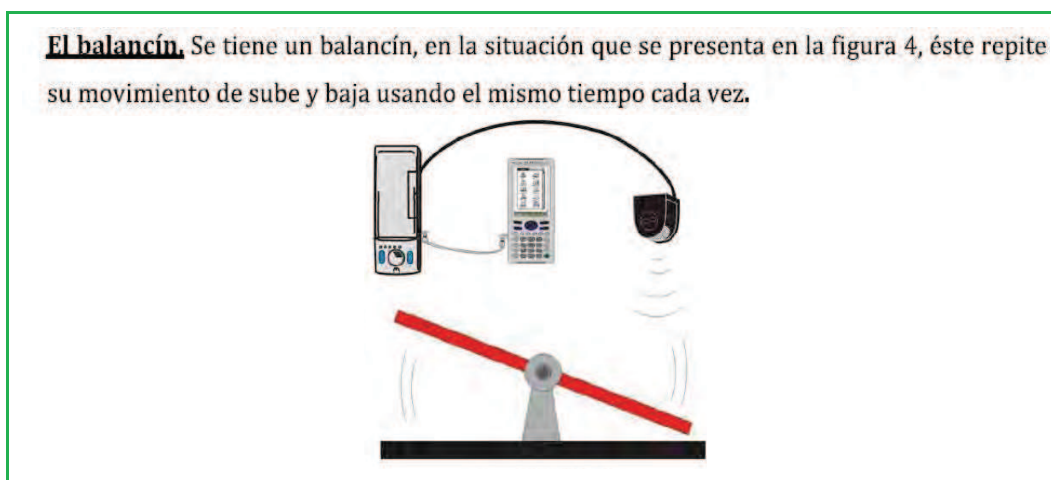 El balancín. Se tiene un balancín, en la situación que se presenta en la figura 4, éste repite
su movimiento de sube y baja usando el mismo tiempo cada vez.